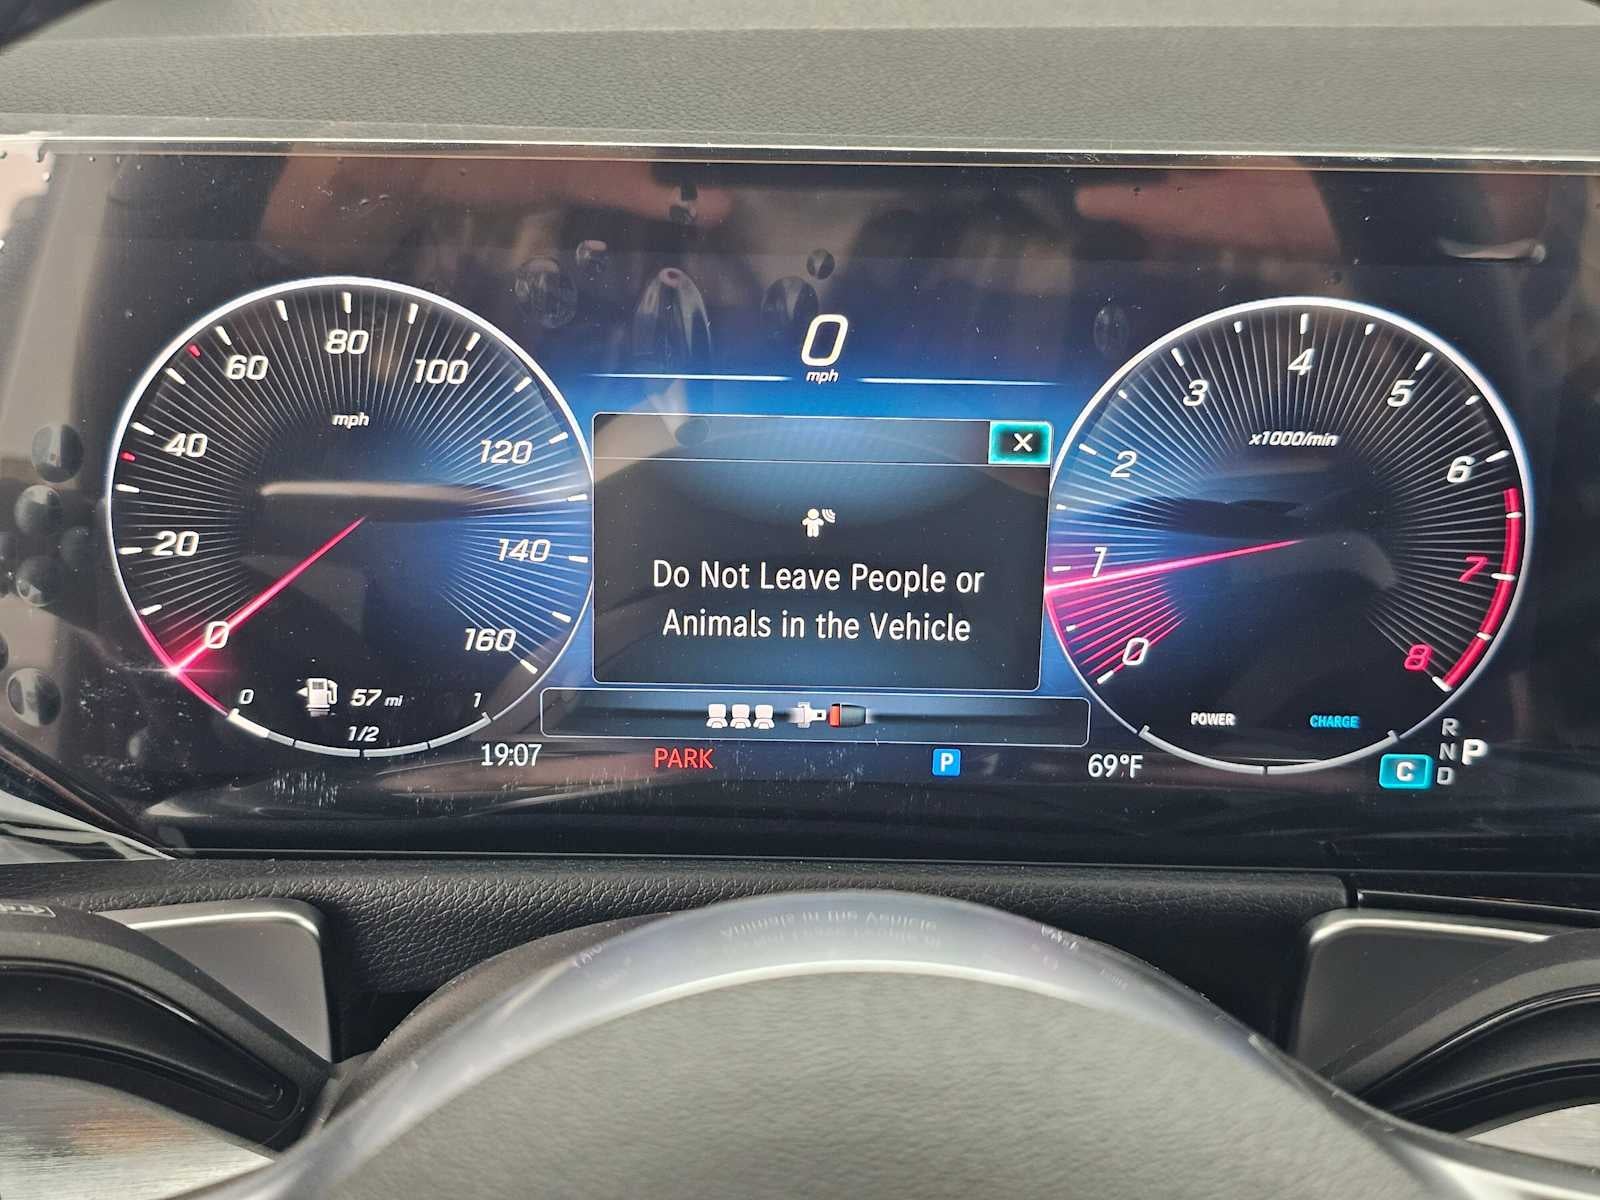 0
mph
80
60
100
mph
40
120
20
140
0
160
0
57 mi
1
1/2
X
Do Not Leave People or
Animals in the Vehicle
4
3
5
x1000/min
2
6
1
7
0
8
POWER
CHARGE
19:07
PARK
P
69°F
R
N
D
P
C